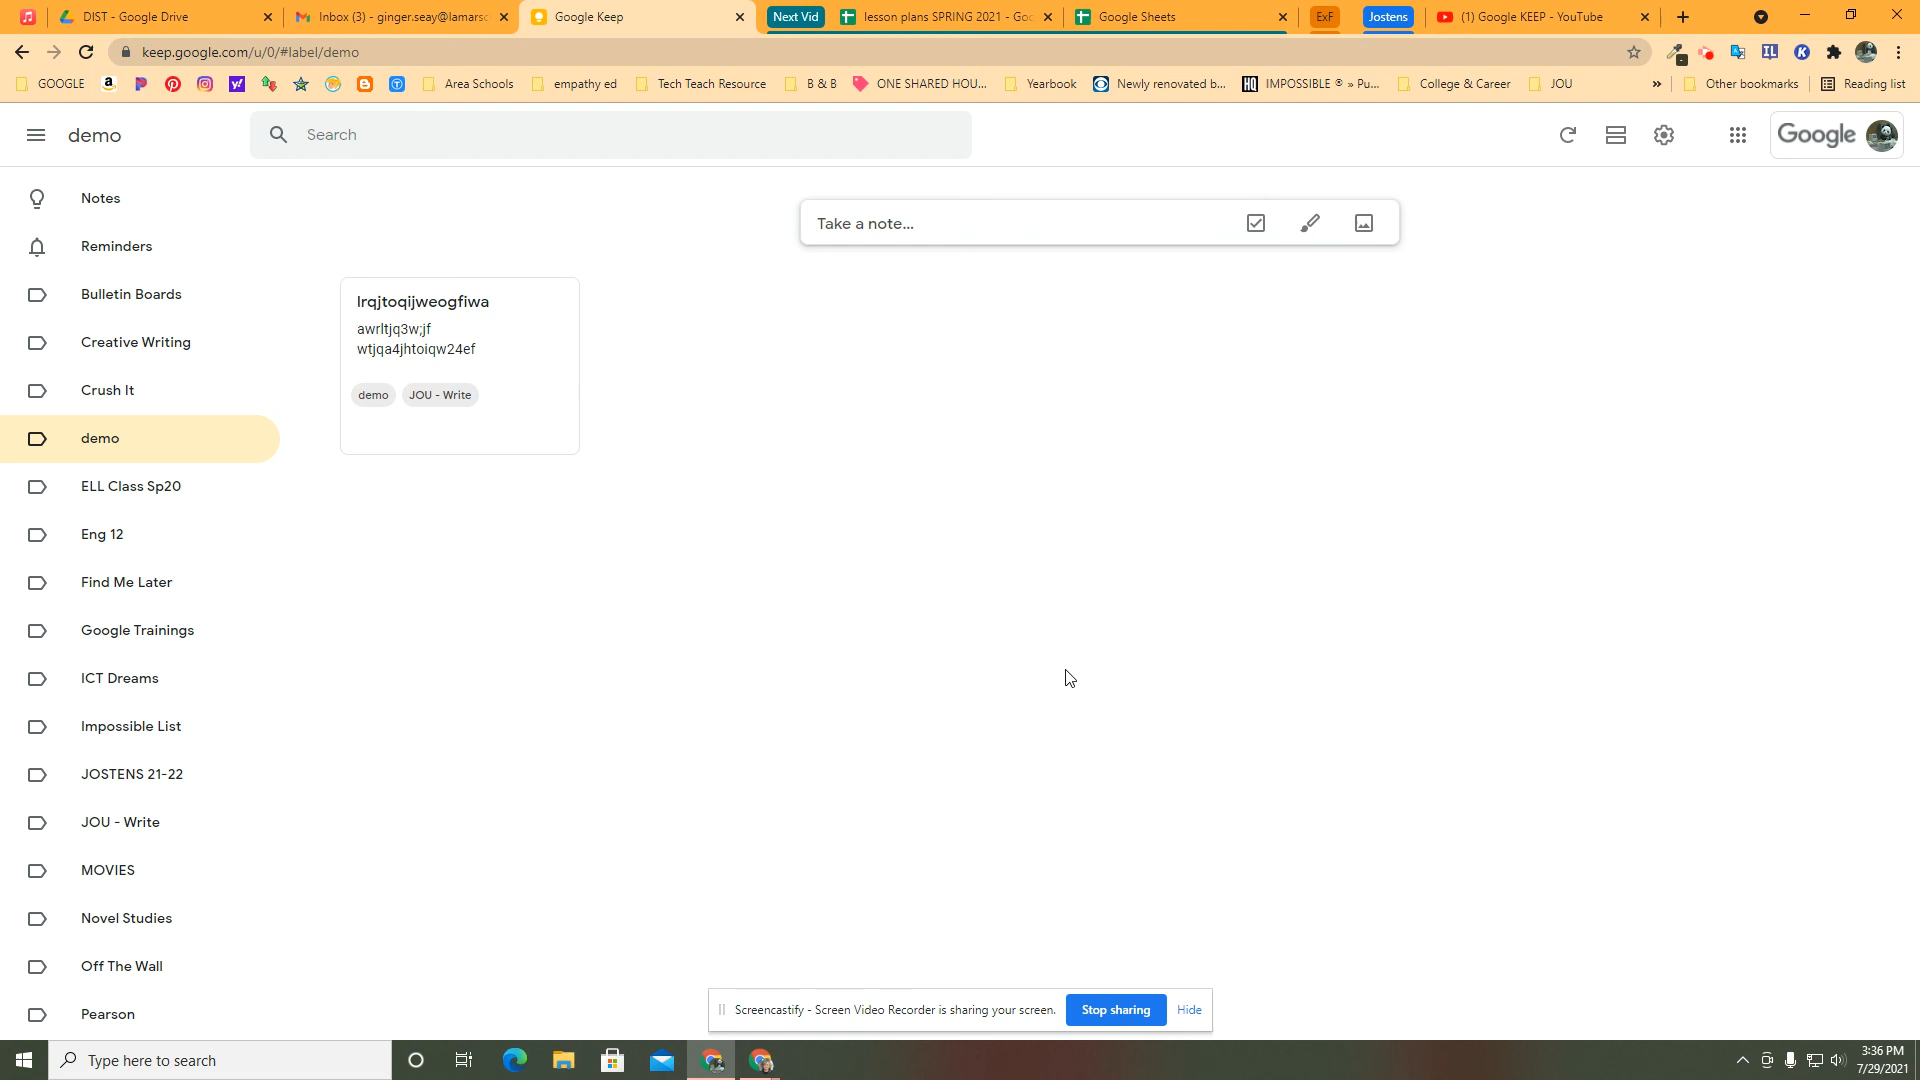 DIST - Google Drive
Inbox (3) - ginger.seay@lamarsc
Google Keep
Next Vid
lesson plans SPRING 2021 - Goo
Google Sheets
ExF
Jostens
(1) Google KEEP - YouTube
keep.google.com/u/0/#label/demo
GOOGLE
Area Schools
empathy ed
Tech Teach Resource
B & B
ONE SHARED HOU...
Yearbook
Newly renovated b...
IMPOSSIBLE ® » Pu...
College & Career
JOU
»
Other bookmarks
Reading list
demo
Search
Google
Notes
Reminders
Bulletin Boards
Creative Writing
Crush It
demo
ELL Class Sp20
Eng 12
Find Me Later
Google Trainings
ICT Dreams
Impossible List
JOSTENS 21-22
JOU - Write
MOVIES
Novel Studies
Off The Wall
Pearson
Take a note...
lrqjtoqijweogfiwa
awrltjq3w;jf
wtjqa4jhtoiqw24ef
demo
JOU - Write
Screencastify - Screen Video Recorder is sharing your screen.
Stop sharing
Hide
Type here to search
3:36 PM
7/29/2021